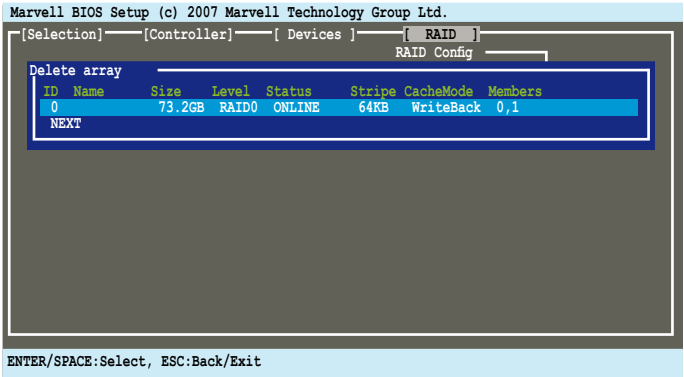 Marvell BIOS Setup (c) 2007 Marvell Technology Group Ltd.
[Selection] [Controller] [ Devices ] [ RAID ]
RAID Config
Delete array
ID Name Size Level Status Stripe CacheMode Members
0 73.2GB RAID0 ONLINE 64KB WriteBack 0,1
NEXT
ENTER/SPACE:Select, ESC:Back/Exit